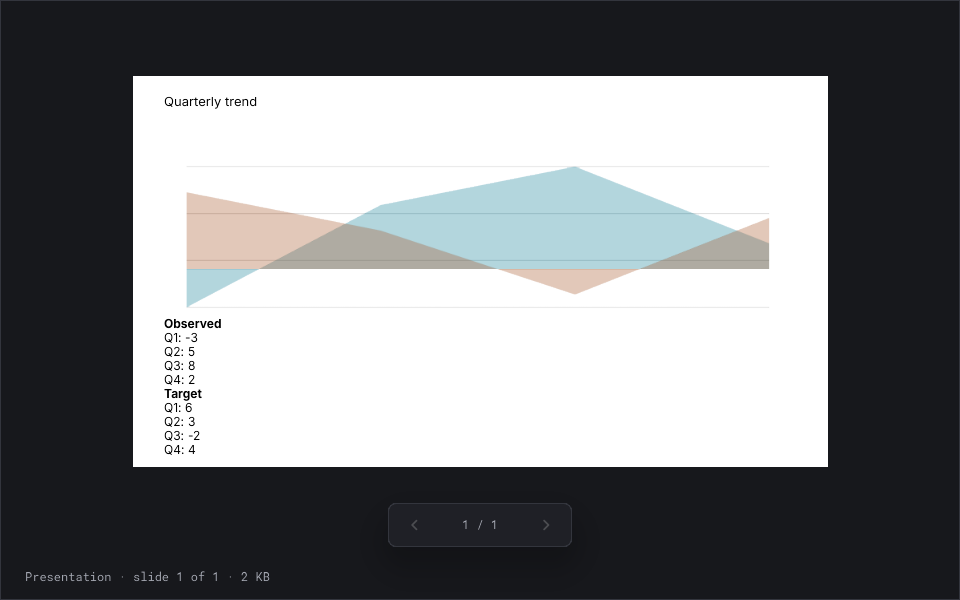 Quarterly trend
Observed
Q1: -3
Q2: 5
Q3: 8
Q4: 2
Target
Q1: 6
Q2: 3
Q3: -2
Q4: 4
1 / 1
Presentation · slide 1 of 1 · 2 KB